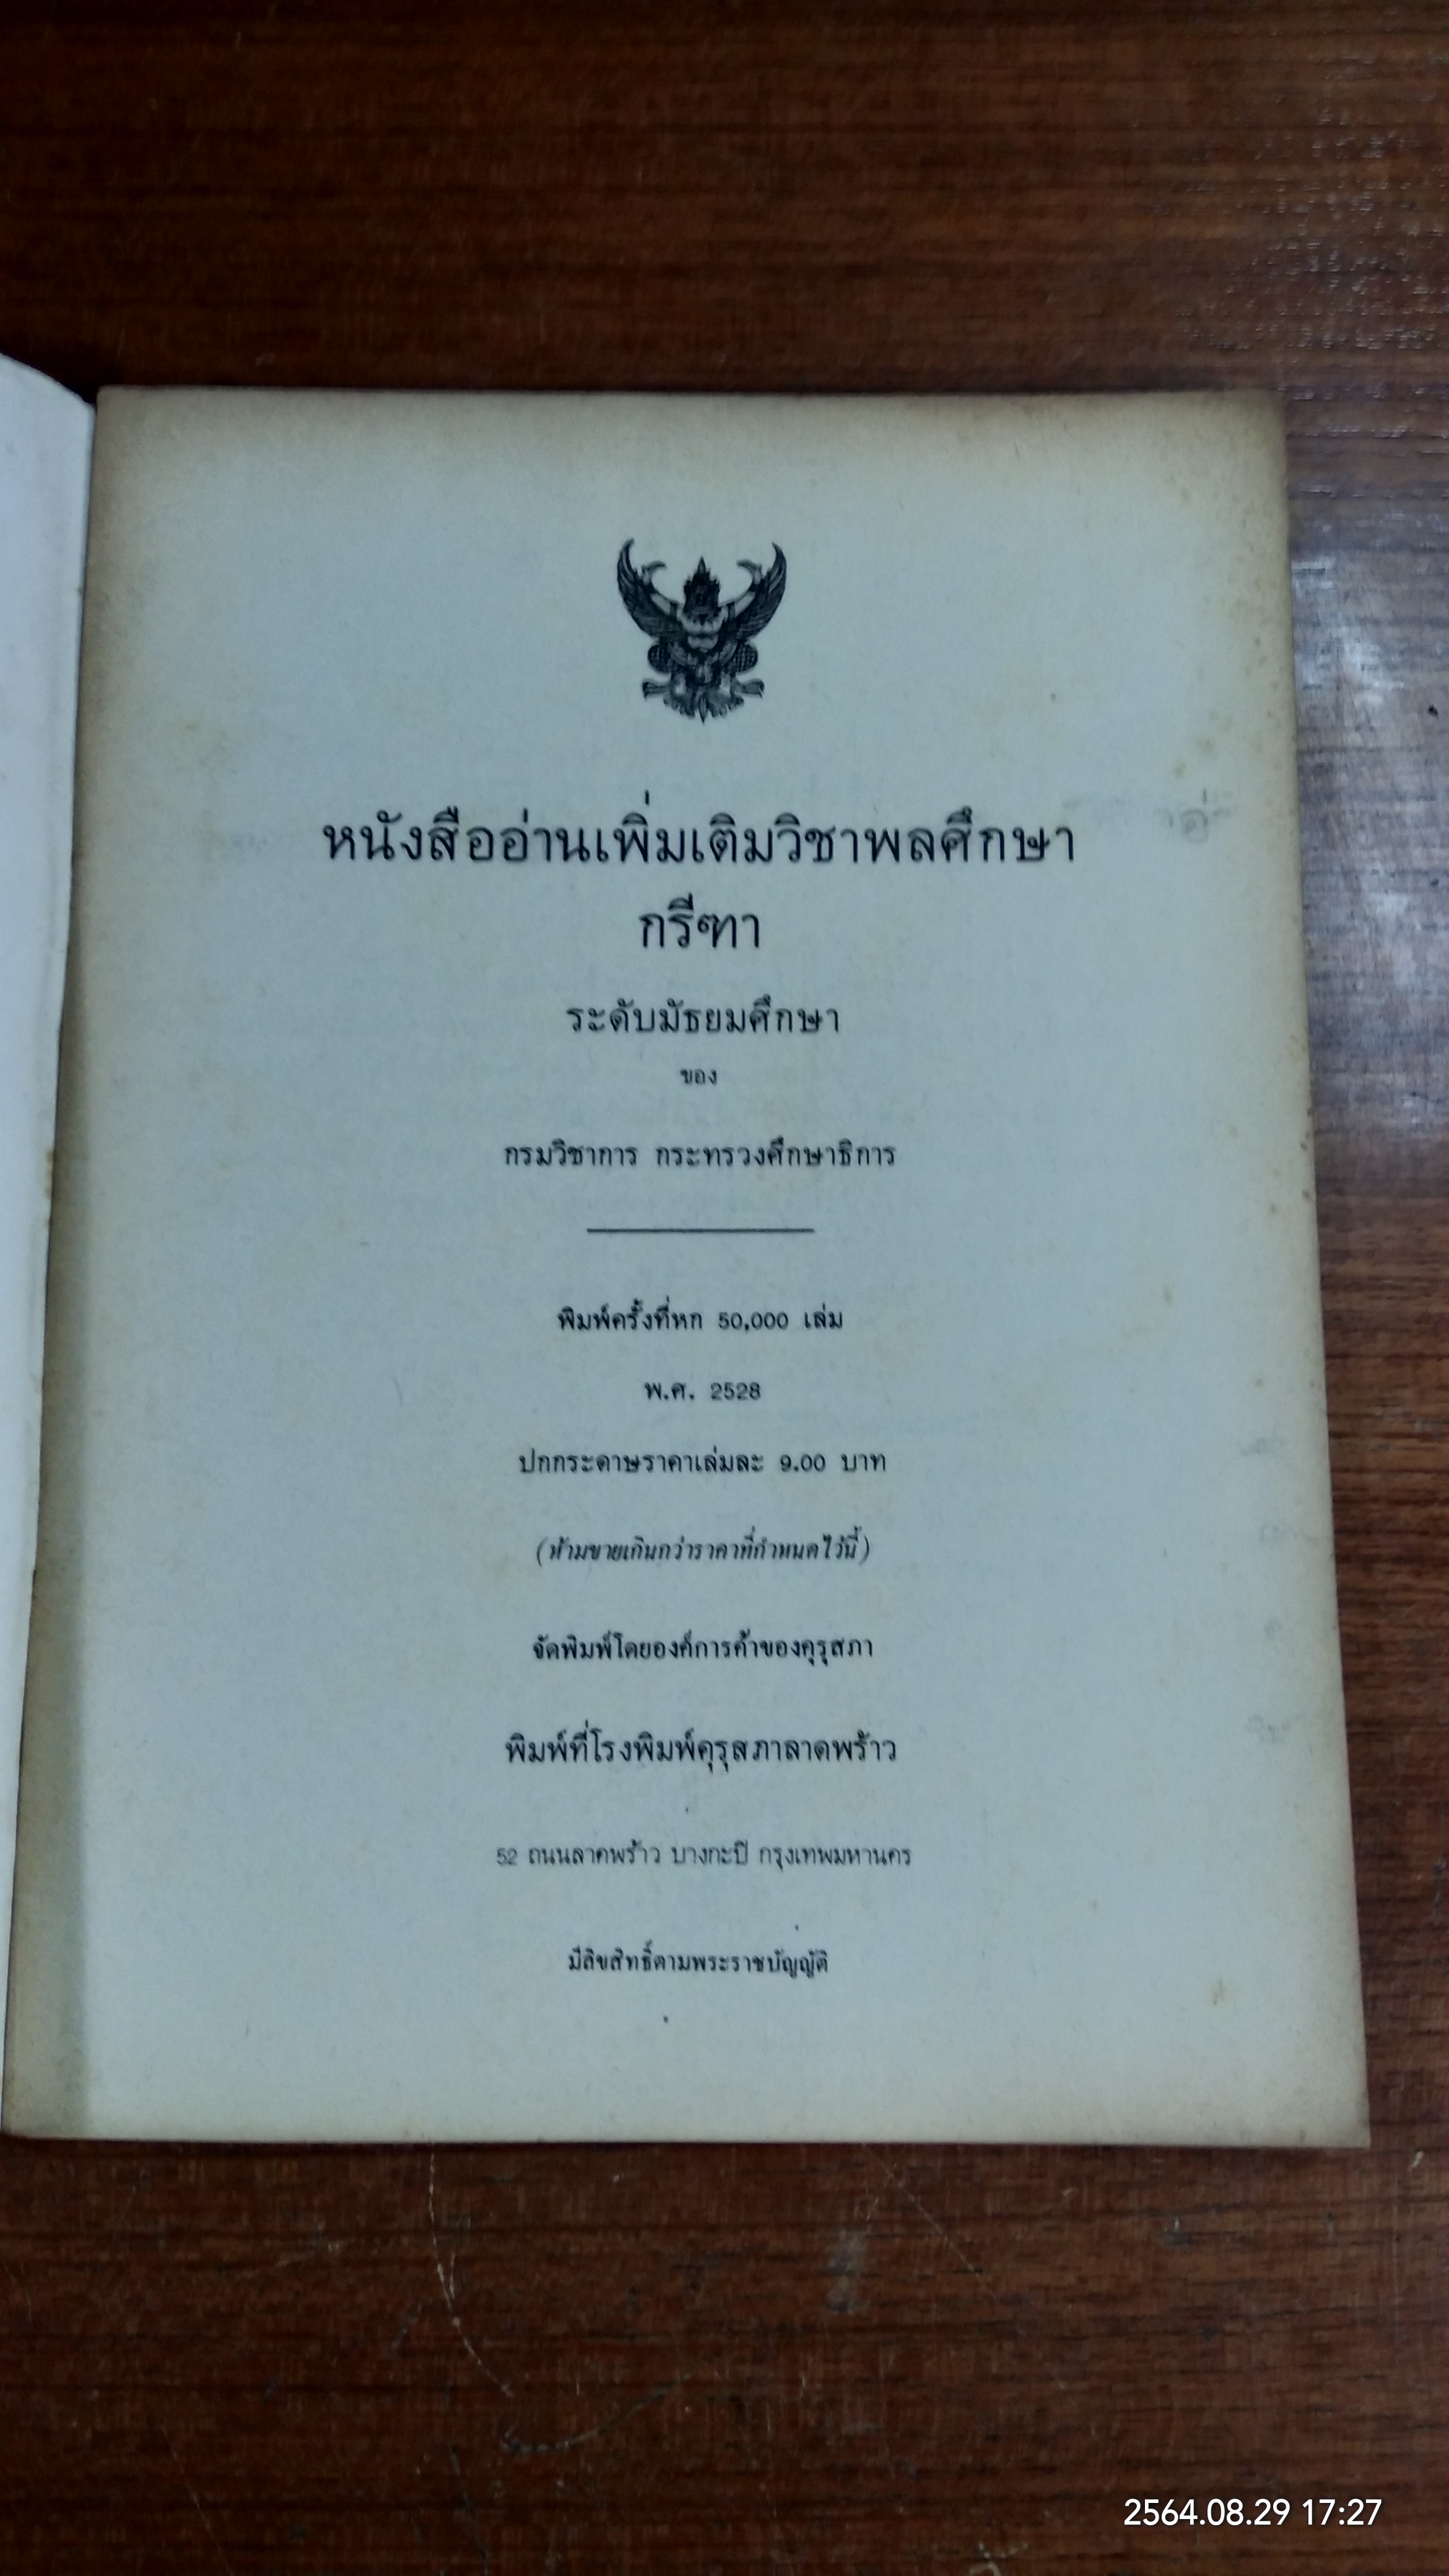 หนังสืออ่านเพิ่มเติมวิชาพลศึกษา
กรีฑา
ระดับมัธยมศึกษา
ของ
กรมวิชาการ กระทรวงศึกษาธิการ
พิมพ์ครั้งที่หก 50,000 เล่ม
พ.ศ. 2528
ปกกระดาษราคาเล่มละ 9.00 บาท
(ห้ามขายเกินกว่าราคาที่กำหนดไว้นี้)
จัดพิมพ์โดยองค์การค้าของคุรุสภา
พิมพ์ที่โรงพิมพ์คุรุสภาลาดพร้าว
52 ถนนลาดพร้าว บางกะปิ กรุงเทพมหานคร
มีลิขสิทธิ์ตามพระราชบัญญัติ
2564.08.29 17:27